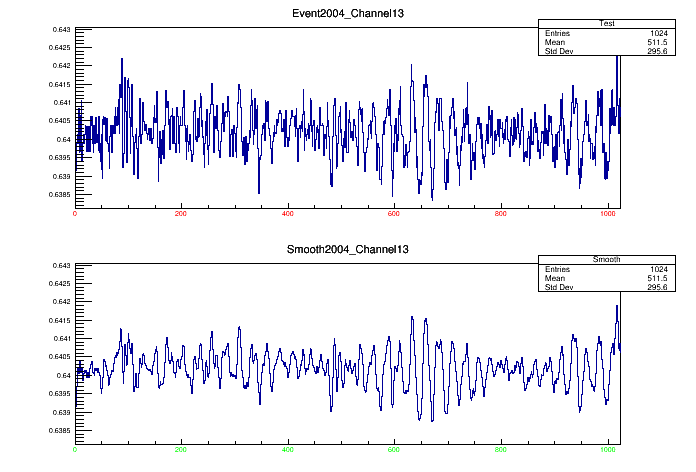 Event2004_Channel13
Test
Entries 1024
Mean 511.5
Std Dev 295.6
0.643
0.6425
0.642
0.6415
0.641
0.6405
0.64
0.6395
0.639
0.6385
0 200 400 600 800 1000
Smooth2004_Channel13
Smooth
Entries 1024
Mean 511.5
Std Dev 295.6
0.643
0.6425
0.642
0.6415
0.641
0.6405
0.64
0.6395
0.639
0.6385
0 200 400 600 800 1000